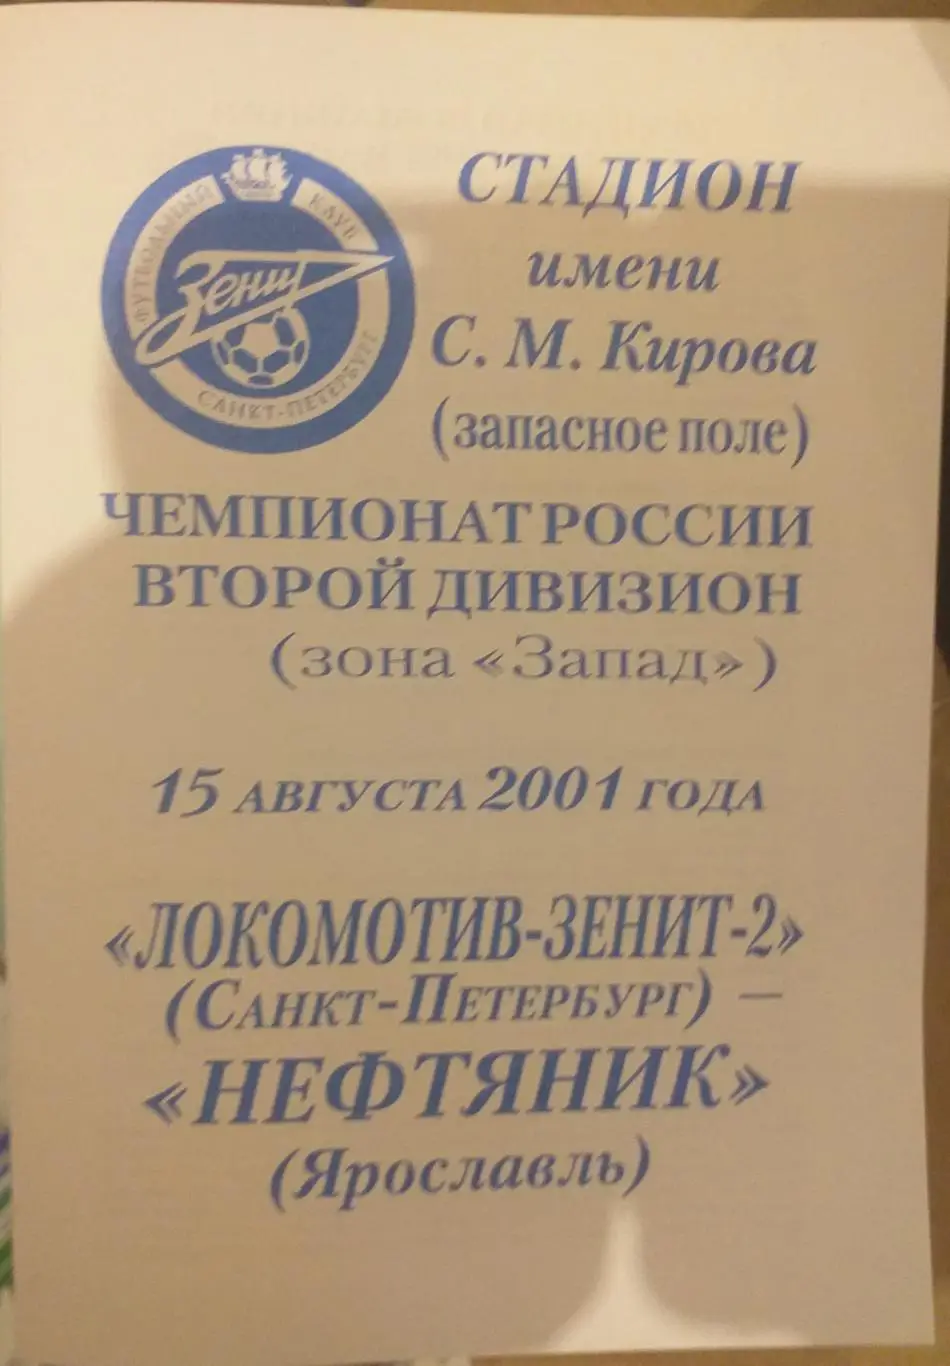 ФУТБОЛЬНЫЙ КЛУБ
Зенит
САНКТ-ПЕТЕРБУРГ
СТАДИОН
имени
С. М. Кирова
(запасное поле)
ЧЕМПИОНАТ РОССИИ
ВТОРОЙ ДИВИЗИОН
(зона «Запад»)
15 АВГУСТА 2001 ГОДА
«ЛОКОМОТИВ-ЗЕНИТ-2»
(САНКТ-ПЕТЕРБУРГ) —
«НЕФТЯНИК»
(Ярославль)